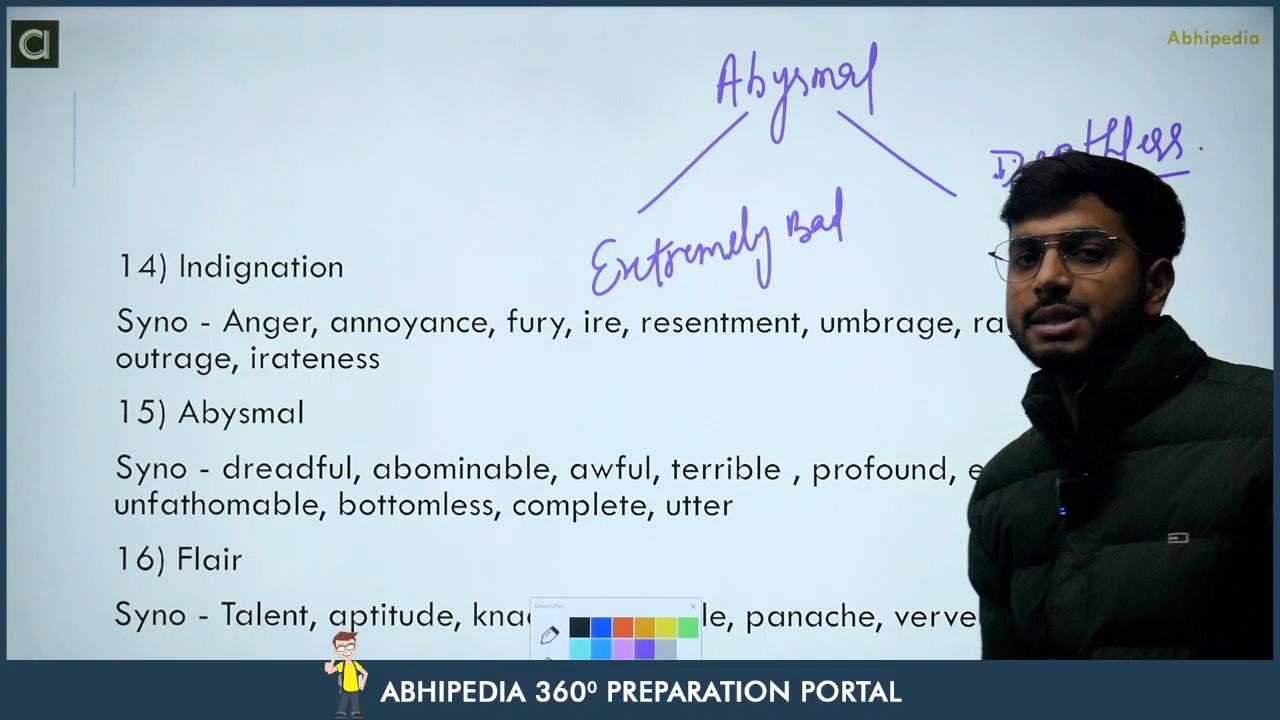 Abhipedia
Abysmal
Extremely Bad
14) Indignation
Syno - Anger, annoyance, fury, ire, resentment, umbrage,
outrage, irateness
15) Abysmal
Syno - dreadful, abominable, awful, terrible , profound,
unfathomable, bottomless, complete, utter
16) Flair
Syno - Talent, aptitude, panache, verve
ABHIPEDIA 360⁰ PREPARATION PORTAL